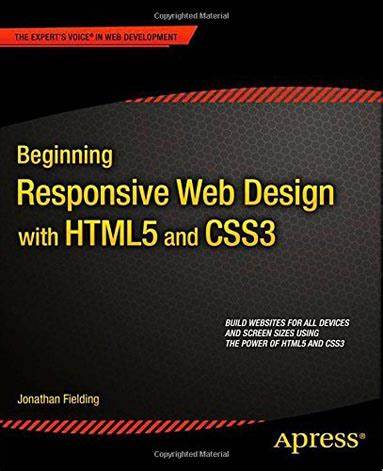 Copyrighted Material
THE EXPERT'S VOICE® IN WEB DEVELOPMENT
Beginning
Responsive Web Design
with HTML5 and CSS3
BUILD WEBSITES FOR ALL DEVICES
AND SCREEN SIZES USING
THE POWER OF HTML5 AND CSS3
Jonathan Fielding
Apress®
Copyrighted Material